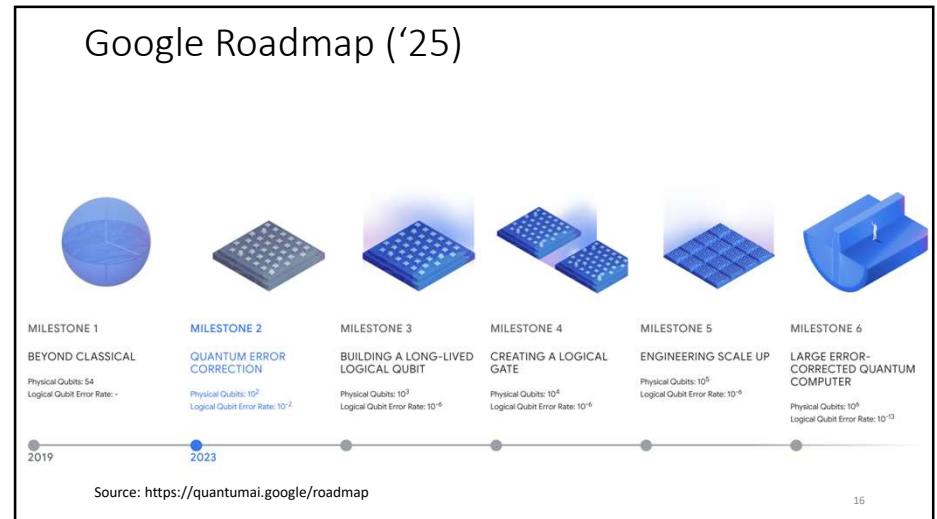 Google Roadmap (‘25)
MILESTONE 1
BEYOND CLASSICAL
Physical Qubits: 54
Logical Qubit Error Rate: -
MILESTONE 2
QUANTUM ERROR
CORRECTION
Physical Qubits: 10²
Logical Qubit Error Rate: 10⁻²
MILESTONE 3
BUILDING A LONG-LIVED
LOGICAL QUBIT
Physical Qubits: 10³
Logical Qubit Error Rate: 10⁻⁶
MILESTONE 4
CREATING A LOGICAL
GATE
Physical Qubits: 10⁴
Logical Qubit Error Rate: 10⁻⁶
MILESTONE 5
ENGINEERING SCALE UP
Physical Qubits: 10⁵
Logical Qubit Error Rate: 10⁻⁶
MILESTONE 6
LARGE ERROR-
CORRECTED QUANTUM
COMPUTER
Physical Qubits: 10⁶
Logical Qubit Error Rate: 10⁻¹³
2019
2023
Source: https://quantumai.google/roadmap
16